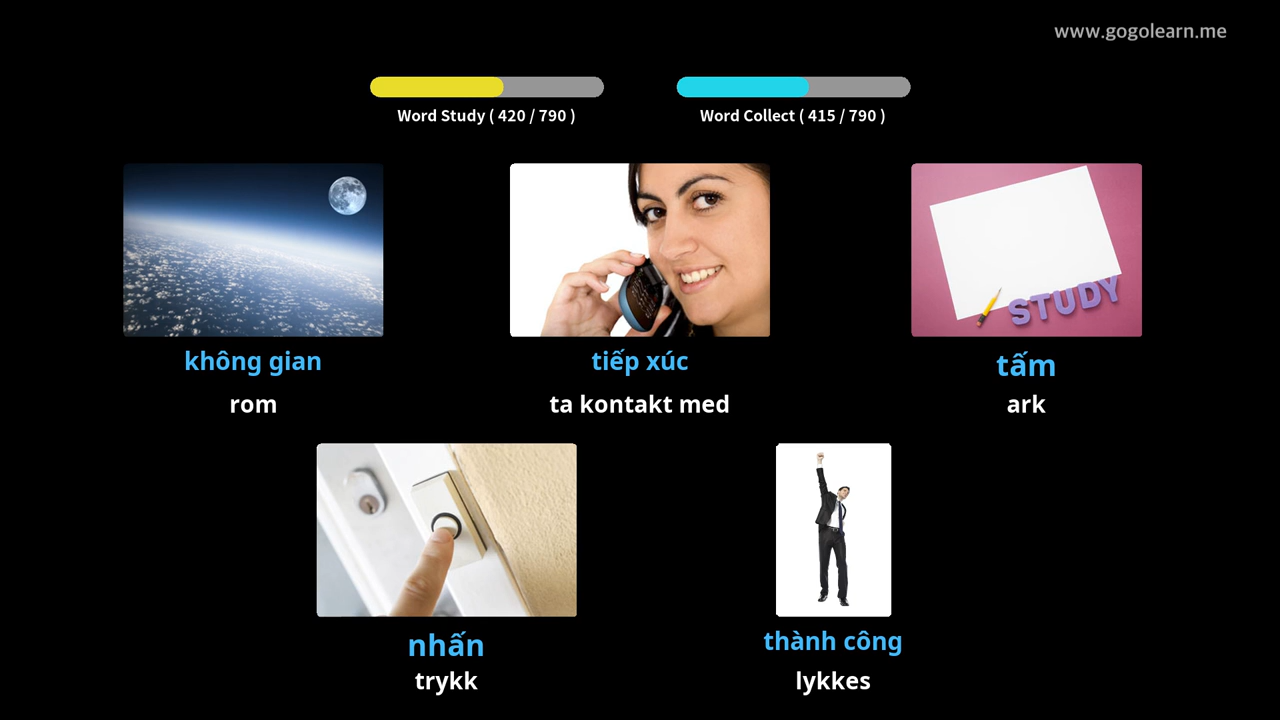 www.gogolearn.me
Word Study ( 420 / 790 )
Word Collect ( 415 / 790 )
STUDY
không gian
tiếp xúc
tấm
rom
ta kontakt med
ark
nhấn
thành công
trykk
lykkes